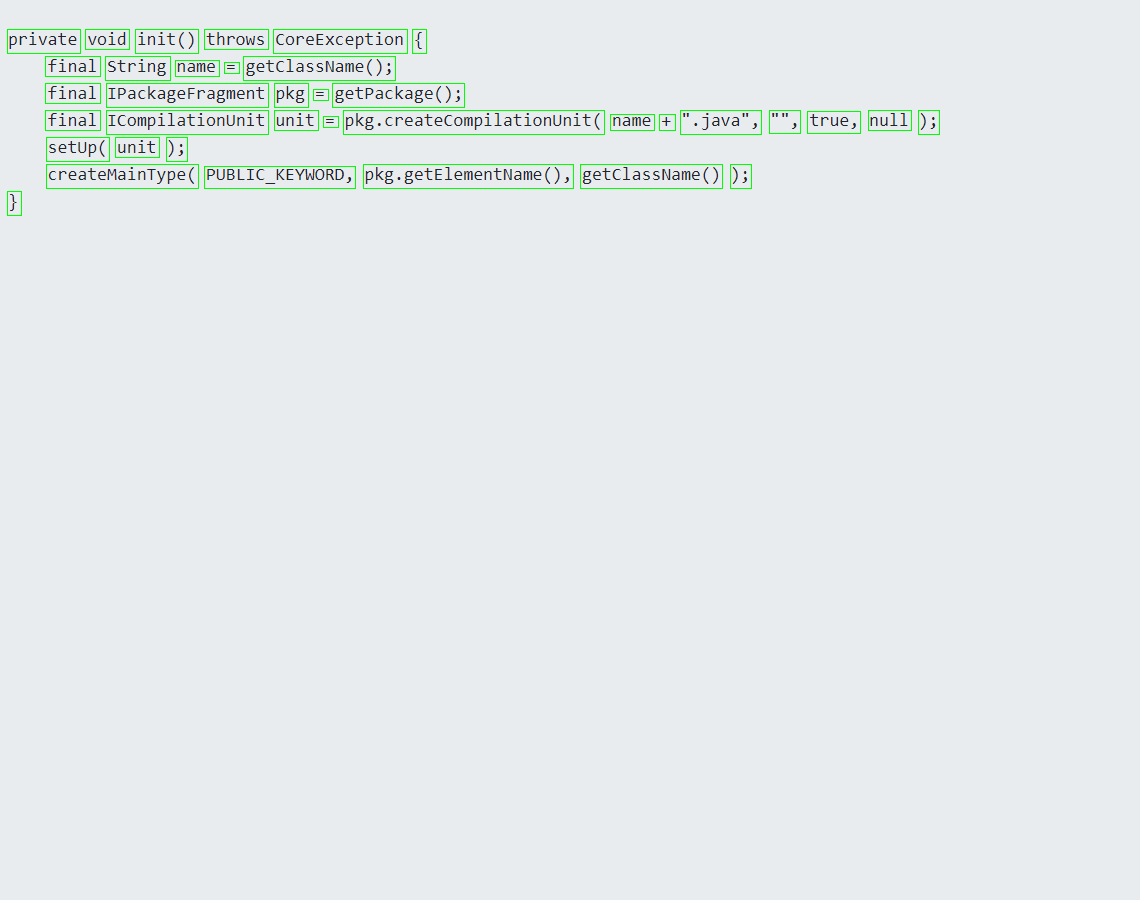 private void init() throws CoreException {
    final String name = getClassName();
    final IPackageFragment pkg = getPackage();
    final ICompilationUnit unit = pkg.createCompilationUnit( name + ".java", "", true, null );
    setUp( unit );
    createMainType( PUBLIC_KEYWORD, pkg.getElementName(), getClassName() );
}